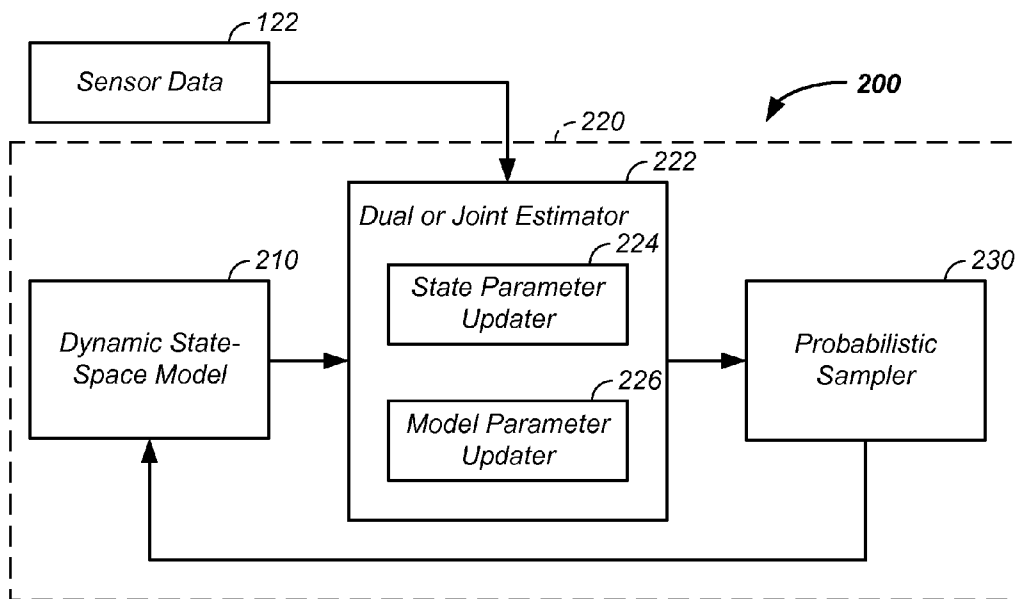 122
Sensor Data
200
220
222
Dual or Joint Estimator
224
State Parameter
Updater
210
Dynamic State-
Space Model
230
Probabilistic
Sampler
226
Model Parameter
Updater